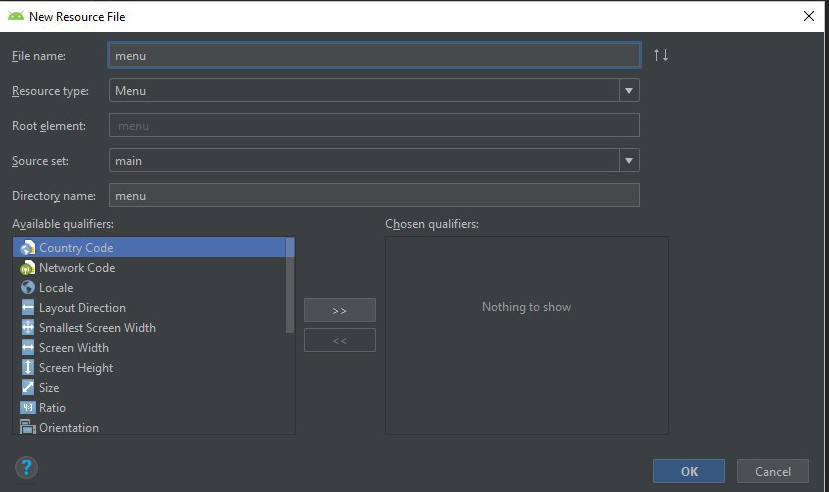 New Resource File
File name: menu
Resource type: Menu
Root element: menu
Source set: main
Directory name: menu
Available qualifiers: Chosen qualifiers:
Country Code
Network Code
Locale
Layout Direction
Smallest Screen Width
Screen Width
Screen Height
Size
4:3 Ratio
Orientation
>>
<<
Nothing to show
?
OK Cancel